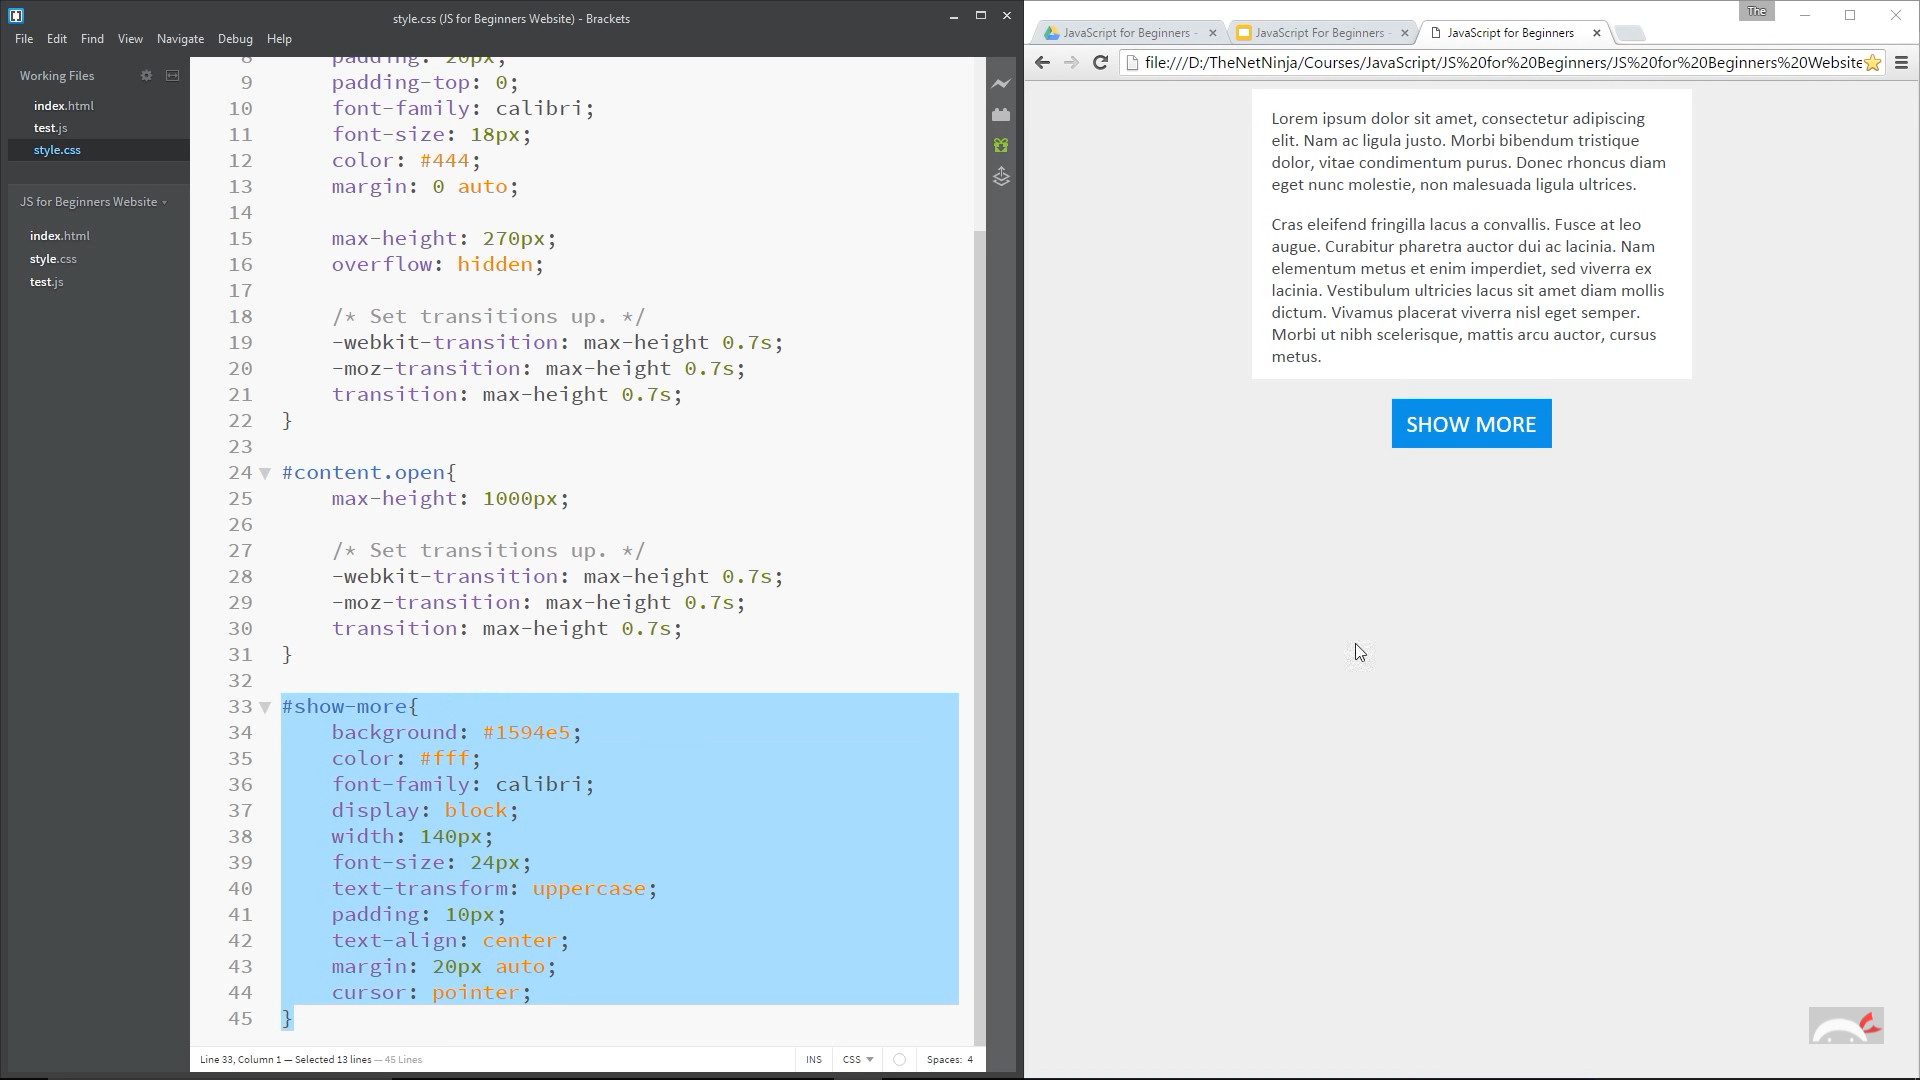 style.css (JS for Beginners Website) - Brackets
File Edit Find View Navigate Debug Help
Working Files
index.html
test.js
style.css
JS for Beginners Website
index.html
style.css
test.js
8 padding: 20px;
9 padding-top: 0;
10 font-family: calibri;
11 font-size: 18px;
12 color: #444;
13 margin: 0 auto;
14
15 max-height: 270px;
16 overflow: hidden;
17
18 /* Set transitions up. */
19 -webkit-transition: max-height 0.7s;
20 -moz-transition: max-height 0.7s;
21 transition: max-height 0.7s;
22 }
23
24 #content.open{
25 max-height: 1000px;
26
27 /* Set transitions up. */
28 -webkit-transition: max-height 0.7s;
29 -moz-transition: max-height 0.7s;
30 transition: max-height 0.7s;
31 }
32
33 #show-more{
34 background: #1594e5;
35 color: #fff;
36 font-family: calibri;
37 display: block;
38 width: 140px;
39 font-size: 24px;
40 text-transform: uppercase;
41 padding: 10px;
42 text-align: center;
43 margin: 20px auto;
44 cursor: pointer;
45 }
Line 33, Column 1 — Selected 13 lines — 45 Lines
INS CSS Spaces: 4
The
JavaScript for Beginners - JavaScript For Beginners - JavaScript for Beginners
file:///D:/TheNetNinja/Courses/JavaScript/JS%20for%20Beginners/JS%20for%20Beginners%20Website
Lorem ipsum dolor sit amet, consectetur adipiscing
elit. Nam ac ligula justo. Morbi bibendum tristique
dolor, vitae condimentum purus. Donec rhoncus diam
eget nunc molestie, non malesuada ligula ultrices.
Cras eleifend fringilla lacus a convallis. Fusce at leo
augue. Curabitur pharetra auctor dui ac lacinia. Nam
elementum metus et enim imperdiet, sed viverra ex
lacinia. Vestibulum ultricies lacus sit amet diam mollis
dictum. Vivamus placerat viverra nisl eget semper.
Morbi ut nibh scelerisque, mattis arcu auctor, cursus
metus.
SHOW MORE